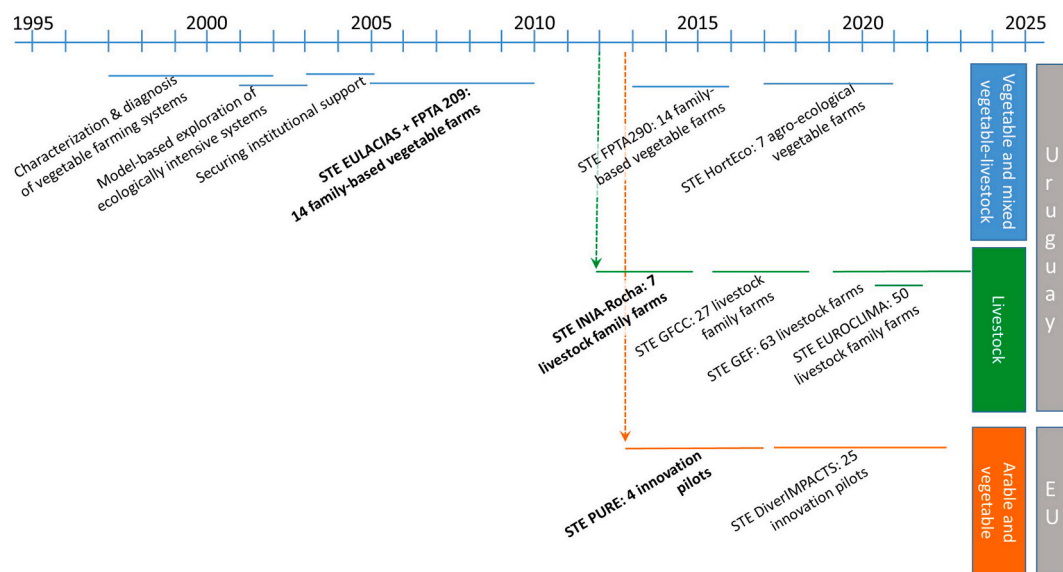 1995 2000 2005 2010 2015 2020 2025
Characterization & diagnosis
of vegetable farming systems
Model-based exploration of
ecologically intensive systems
Securing institutional support
STE EULACIAS + FPTA 209:
14 family-based vegetable farms
STE FPTA290: 14 family-
based vegetable farms
STE HortEco: 7 agro-ecological
vegetable farms
Vegetable and mixed
vegetable-livestock
Uruguay
STE INIA-Rocha: 7
livestock family farms
STE GFCC: 27 livestock
family farms
STE GEF: 63 livestock farms
STE EUROCLIMA: 50
livestock family farms
Livestock
STE PURE: 4 innovation
pilots
STE DiverIMPACTS: 25
innovation pilots
Arable and
vegetable
EU